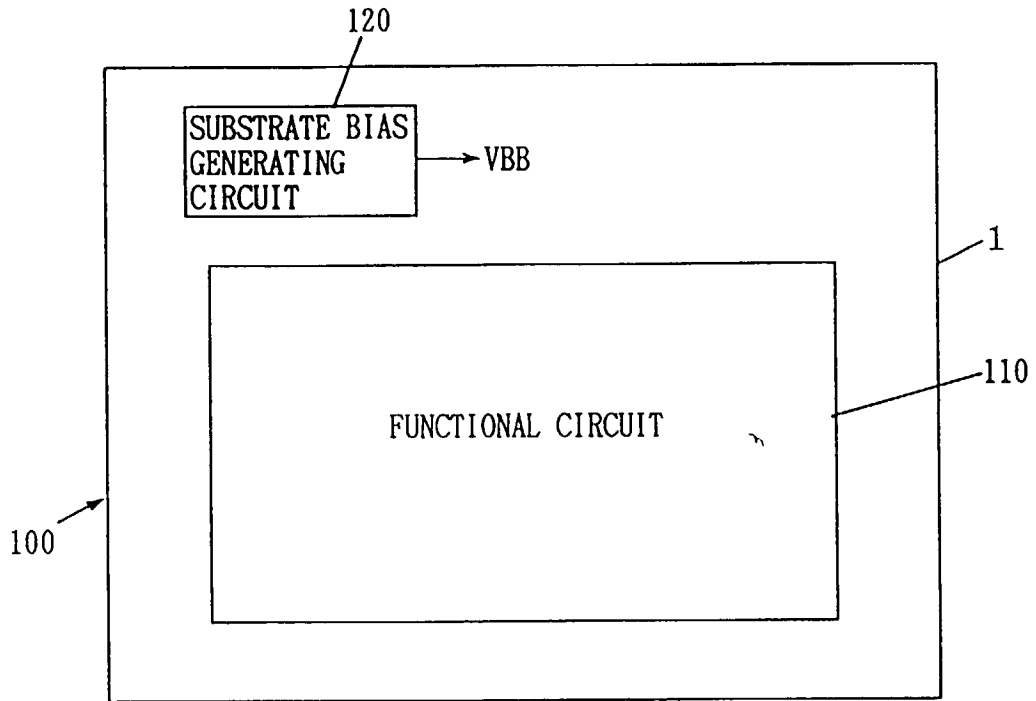 120
SUBSTRATE BIAS
GENERATING
CIRCUIT
VBB
1
110
FUNCTIONAL CIRCUIT
100